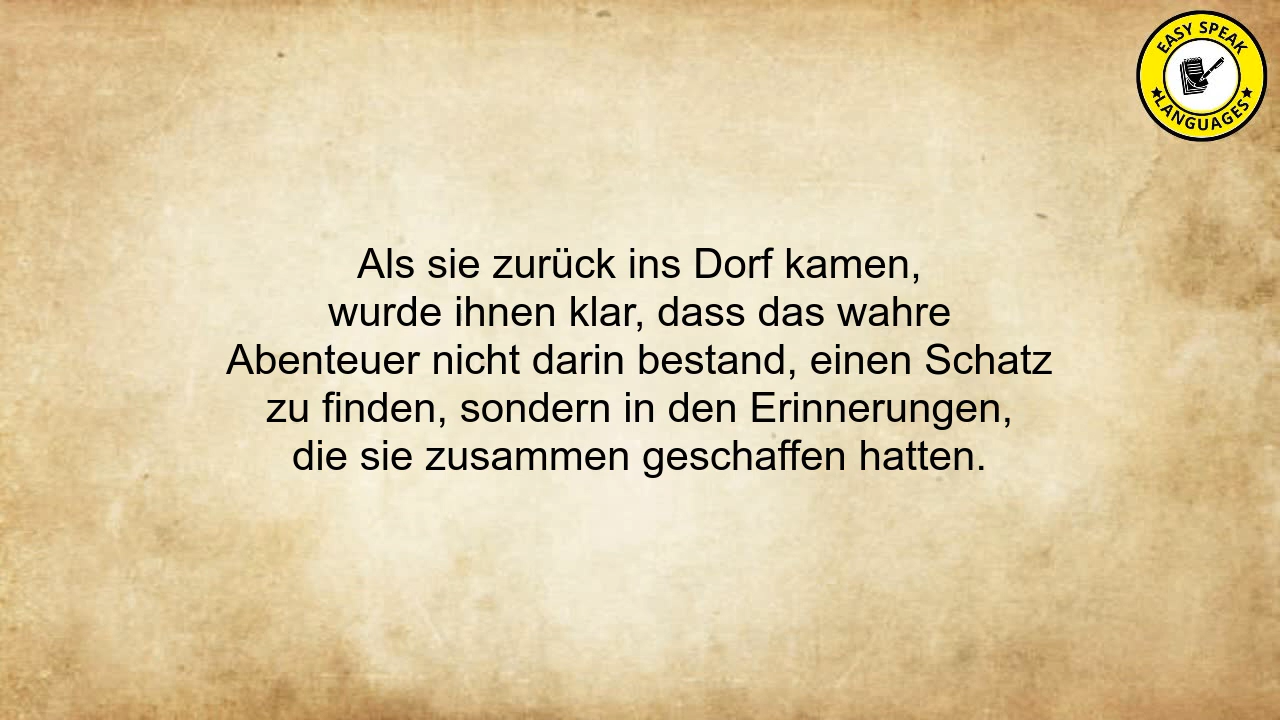 EASY SPEAK
LANGUAGES
Als sie zurück ins Dorf kamen,
wurde ihnen klar, dass das wahre
Abenteuer nicht darin bestand, einen Schatz
zu finden, sondern in den Erinnerungen,
die sie zusammen geschaffen hatten.